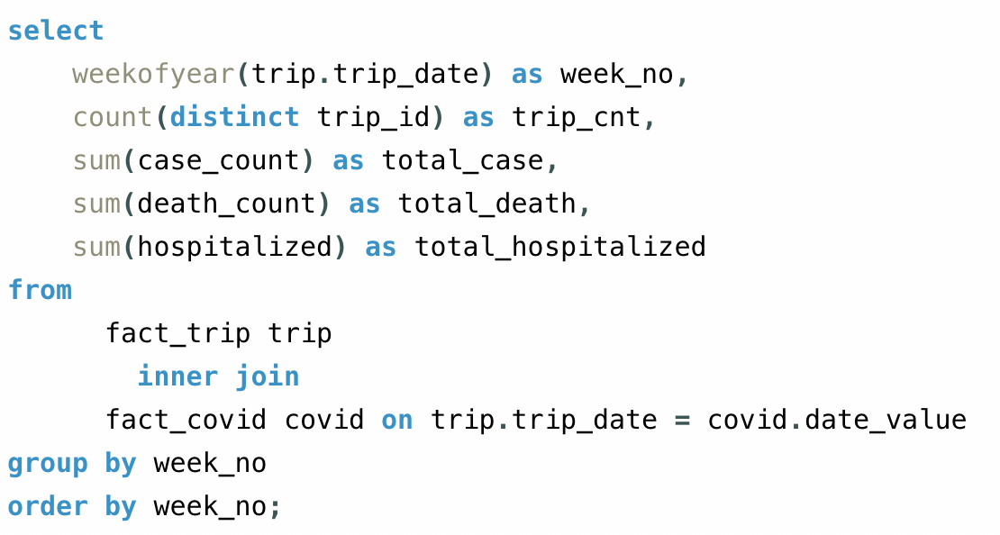 select
    weekofyear(trip.trip_date) as week_no,
    count(distinct trip_id) as trip_cnt,
    sum(case_count) as total_case,
    sum(death_count) as total_death,
    sum(hospitalized) as total_hospitalized
from
      fact_trip trip
        inner join
      fact_covid covid on trip.trip_date = covid.date_value
group by week_no
order by week_no;